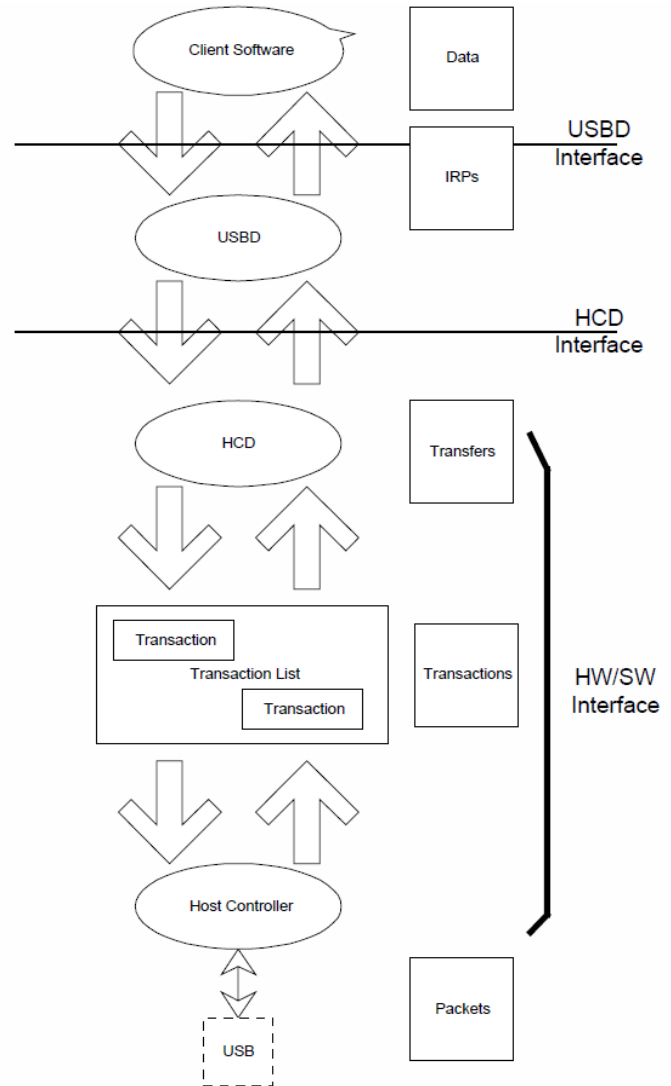 Client Software
Data
USBD
Interface
IRPs
USBD
HCD
Interface
HCD
Transfers
Transaction
Transaction List
Transaction
Transactions
HW/SW
Interface
Host Controller
Packets
USB